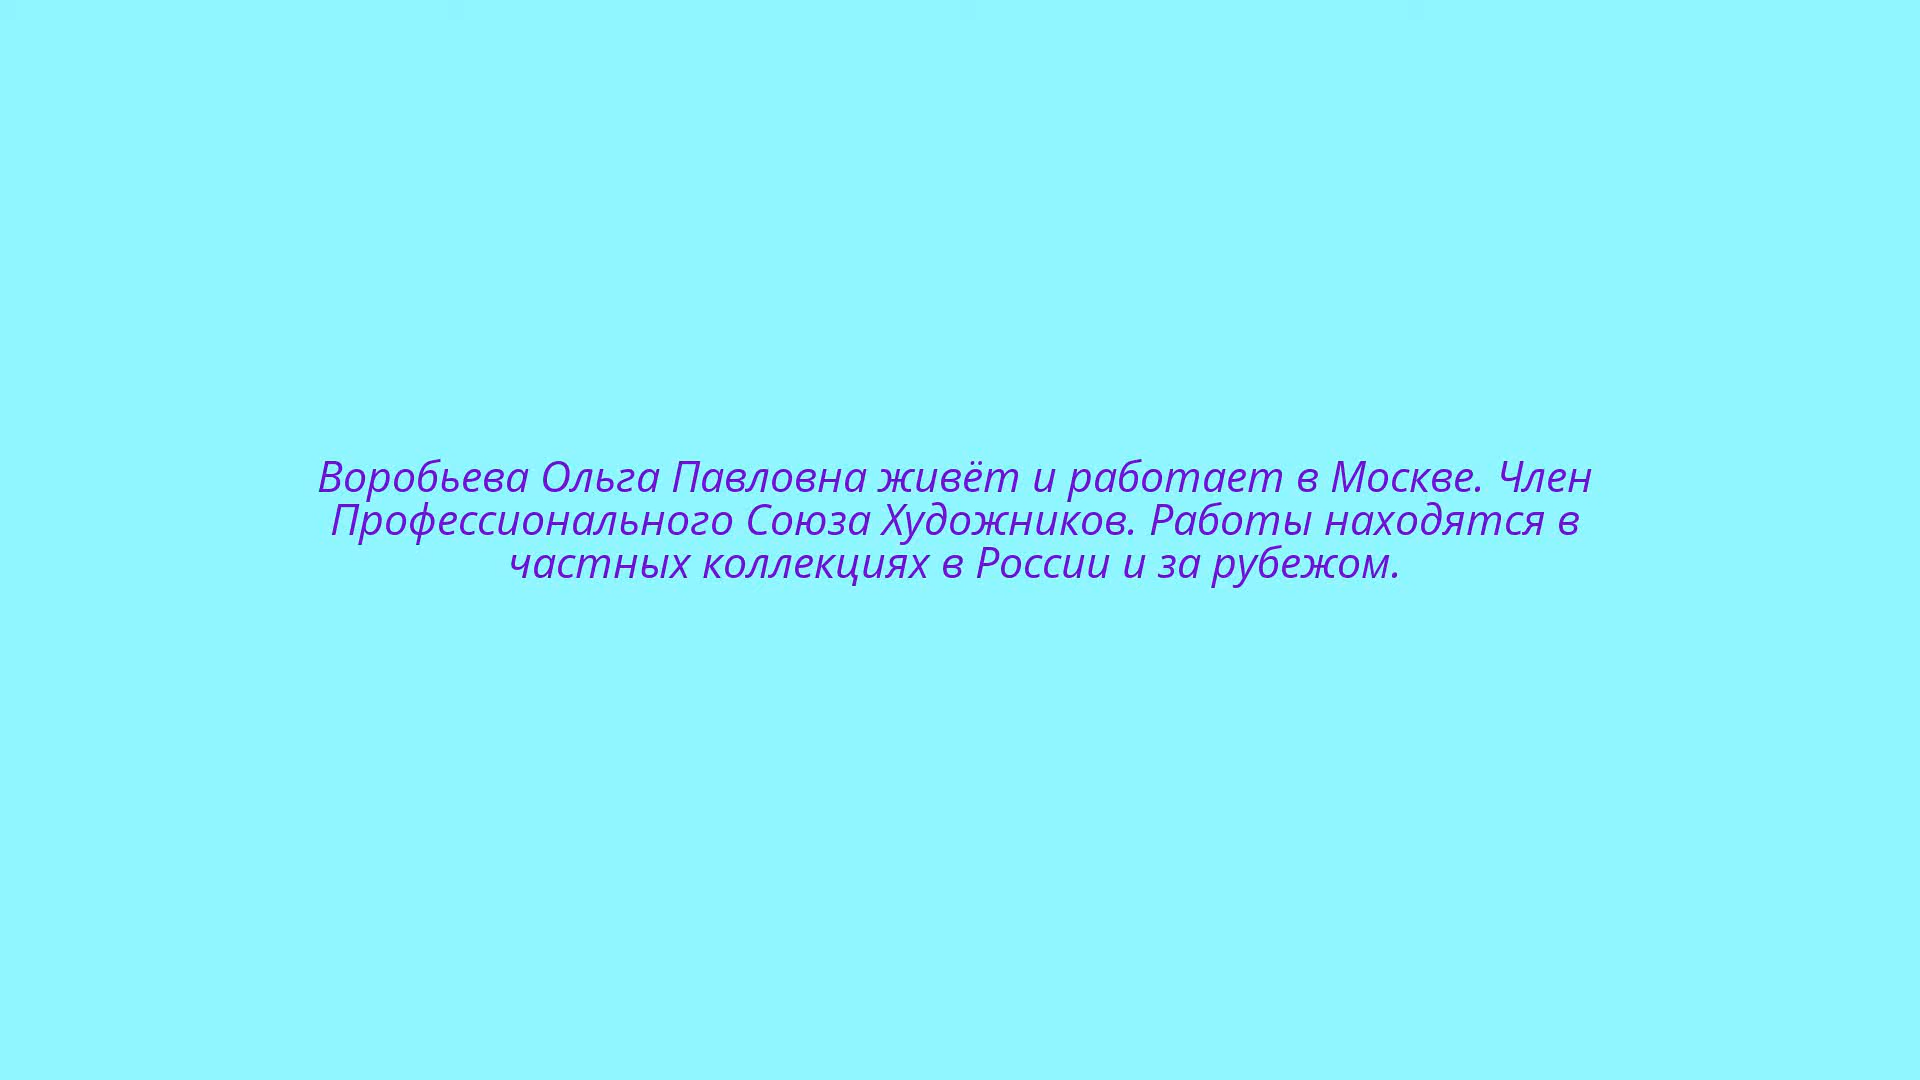 Воробьева Ольга Павловна живёт и работает в Москве. Член
Профессионального Союза Художников. Работы находятся в
частных коллекциях в России и за рубежом.